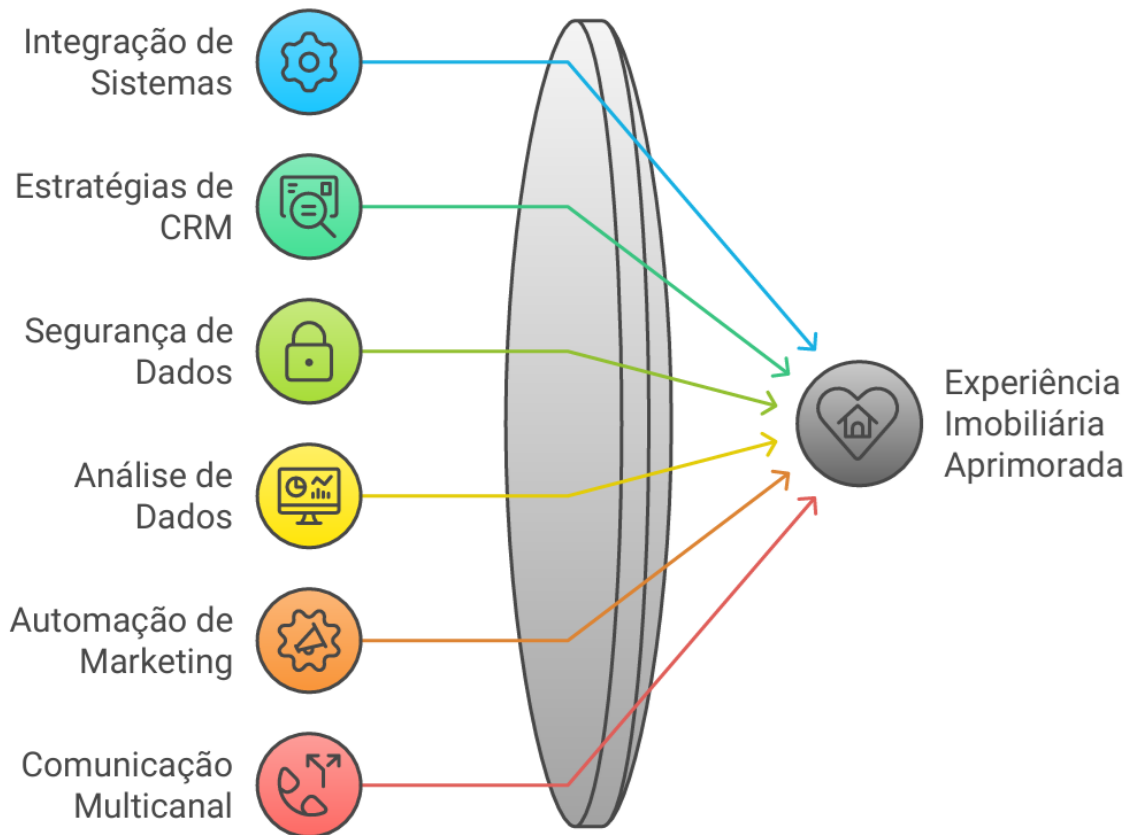 Integração de
Sistemas
Estratégias de
CRM
Segurança de
Dados
Análise de
Dados
Automação de
Marketing
Comunicação
Multicanal
Experiência
Imobiliária
Aprimorada